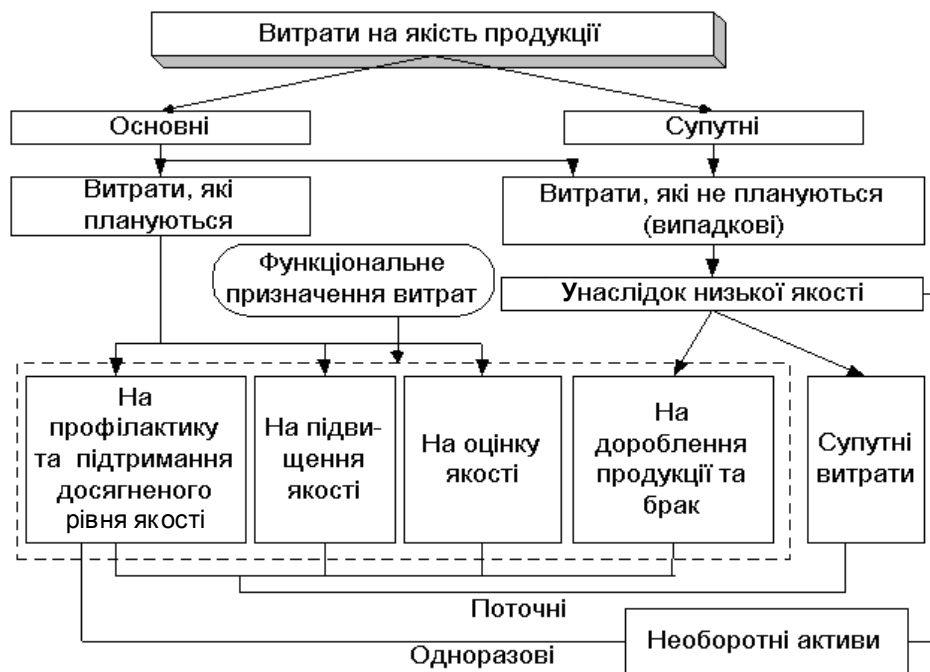 Витрати на якість продукції
Основні
Супутні
Витрати, які
плануються
Витрати, які не плануються
(випадкові)
Функціональне
призначення витрат
Унаслідок низької якості
На
профілактику
та підтримання
досягненого
рівня якості
На підви-
щення
якості
На оцінку
якості
На
дороблення
продукції та
брак
Супутні
витрати
Поточні
Одноразові
Необоротні активи